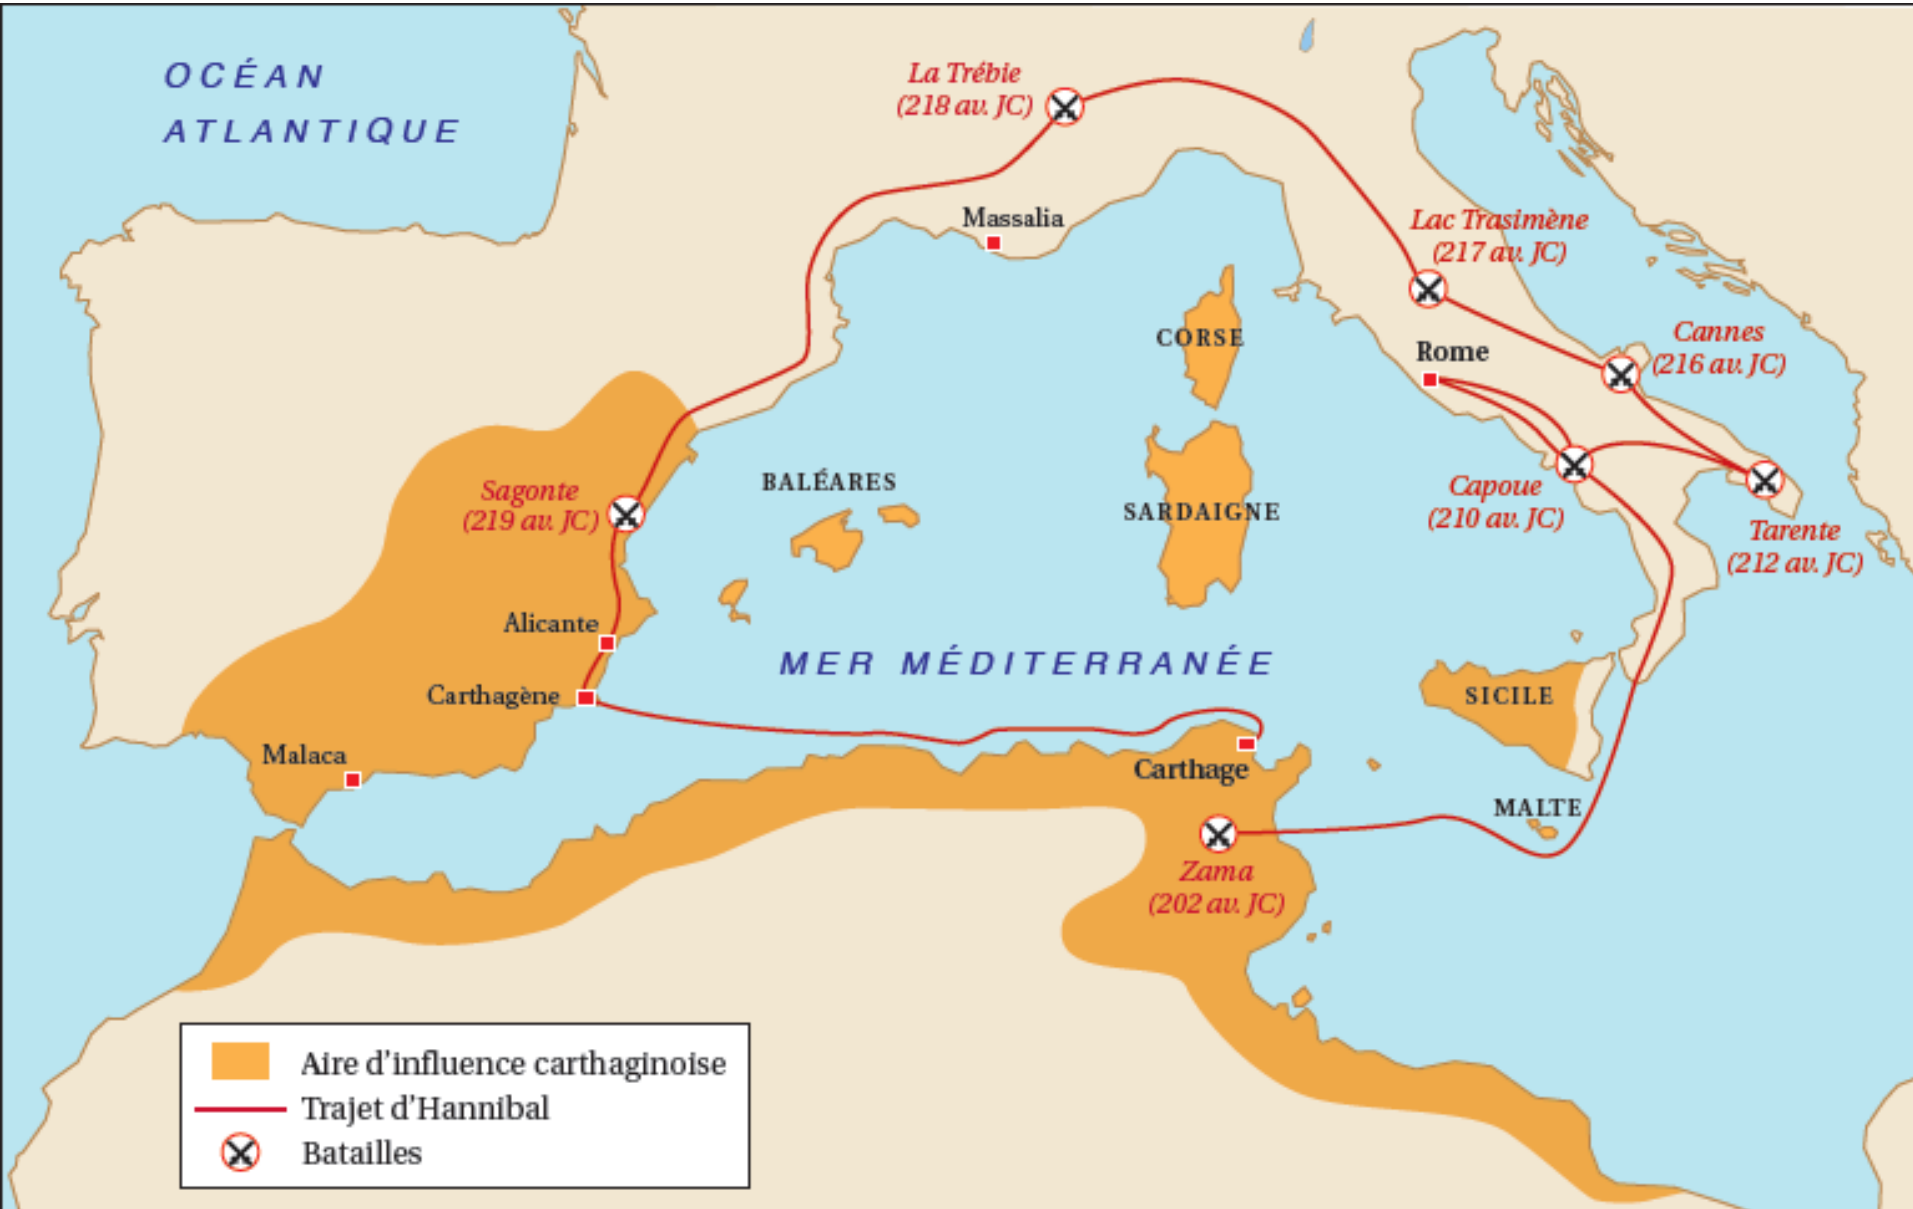 OCÉAN
ATLANTIQUE
La Trébie
(218 av. JC)
Massalia
Lac Trasimène
(217 av. JC)
CORSE
Rome
Cannes
(216 av. JC)
BALÉARES
SARDAIGNE
Sagonte
(219 av. JC)
Capoue
(210 av. JC)
Tarente
(212 av. JC)
Alicante
MER MÉDITERRANÉE
Carthagène
SICILE
Malaca
Carthage
MALTE
Zama
(202 av. JC)
Aire d'influence carthaginoise
Trajet d'Hannibal
Batailles